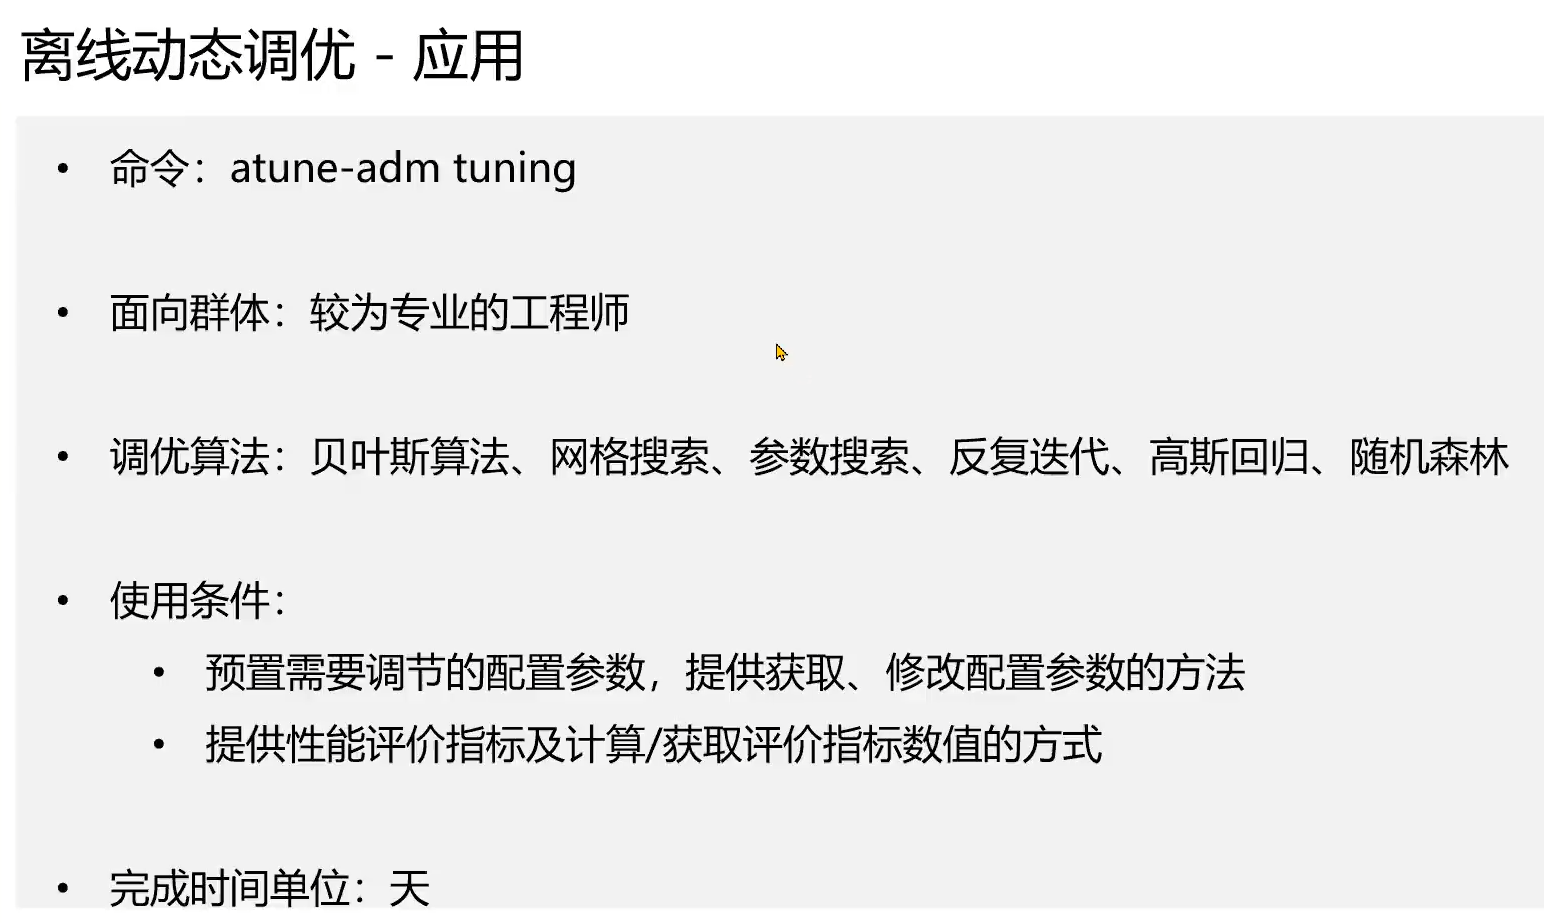 离线动态调优 - 应用
• 命令：atune-adm tuning
• 面向群体：较为专业的工程师
• 调优算法：贝叶斯算法、网格搜索、参数搜索、反复迭代、高斯回归、随机森林
• 使用条件：
• 预置需要调节的配置参数，提供获取、修改配置参数的方法
• 提供性能评价指标及计算/获取评价指标数值的方式
• 完成时间单位：天